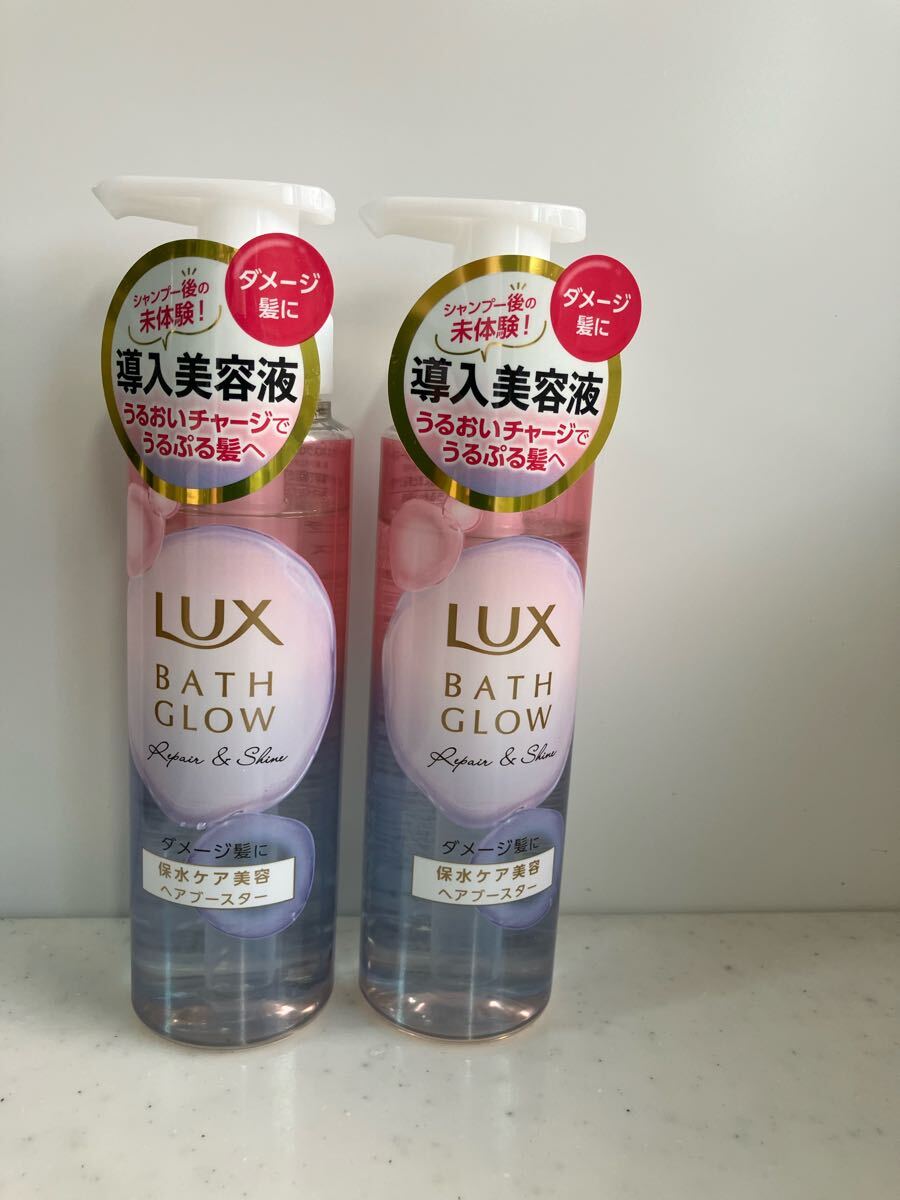 シャンプー後の
未体験!
ダメージ
髪に
導入美容液
うるおいチャージで
うるぷる髪へ
LUX
BATH
GLOW
Repair & Shine
ダメージ髪に
保水ケア美容
ヘアブースター
シャンプー後の
未体験!
ダメージ
髪に
導入美容液
うるおいチャージで
うるぷる髪へ
LUX
BATH
GLOW
Repair & Shine
ダメージ髪に
保水ケア美容
ヘアブースター